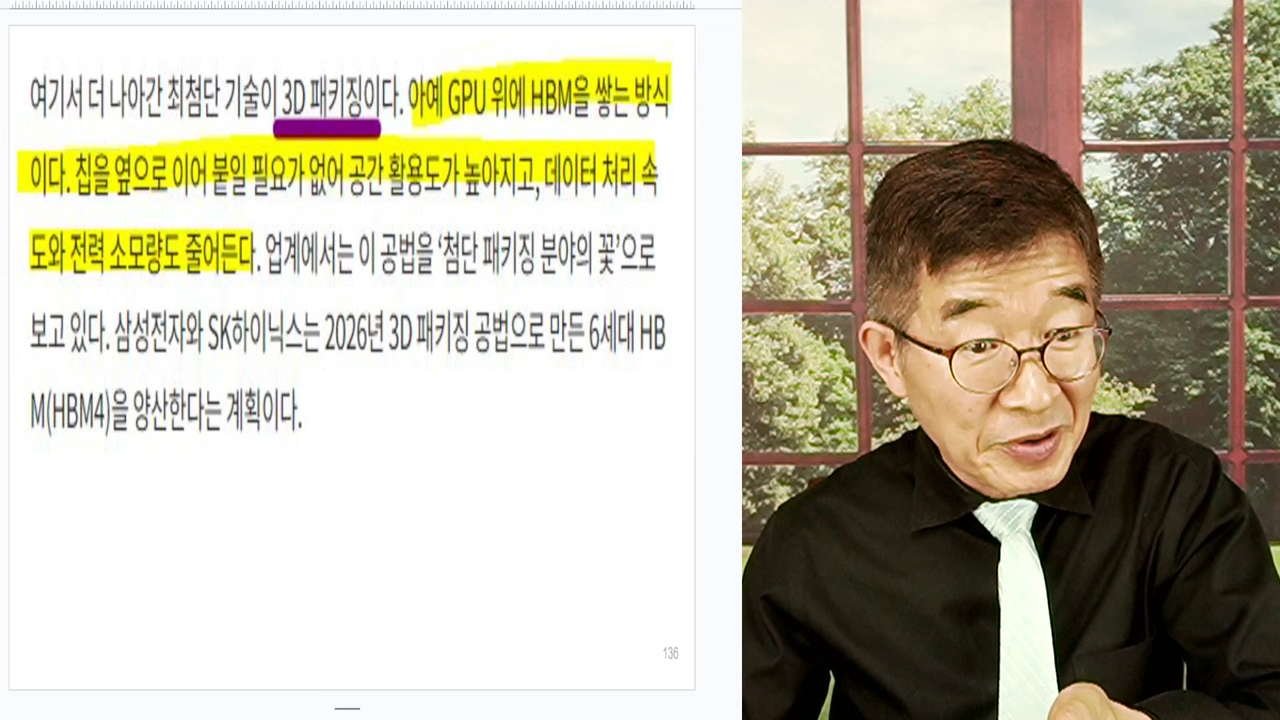 여기서 더 나아간 최첨단 기술이 3D 패키징이다. 아예 GPU 위에 HBM을 쌓는 방식
이다. 칩을 옆으로 이어 붙일 필요가 없어 공간 활용도가 높아지고, 데이터 처리 속
도와 전력 소모량도 줄어든다. 업계에서는 이 공법을 ‘첨단 패키징 분야의 꽃’으로
보고 있다. 삼성전자와 SK하이닉스는 2026년 3D 패키징 공법으로 만든 6세대 HB
M(HBM4)을 양산한다는 계획이다.
136